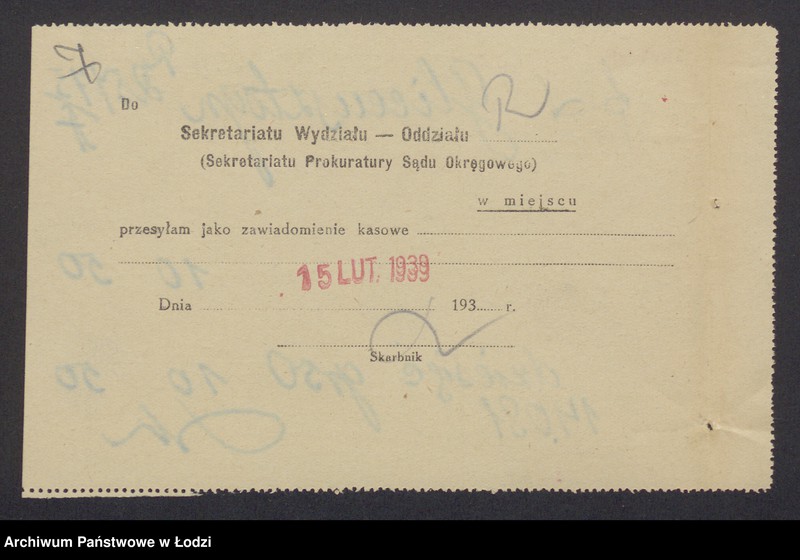 Do
Sekretariatu Wydziału — Oddziału R
(Sekretariatu Prokuratury Sądu Okręgowego)
w miejscu
przesyłam jako zawiadomienie kasowe
15 LUT. 1939
Dnia 193 r.
Skarbnik
Archiwum Państwowe w Łodzi